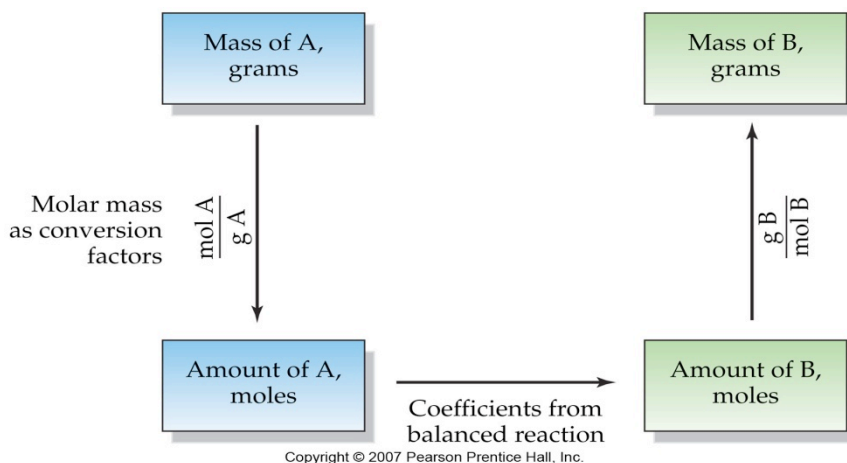 Mass of A,
grams
Mass of B,
grams
Molar mass
as conversion
factors
mol A
g A
g B
mol B
Amount of A,
moles
Coefficients from
balanced reaction
Amount of B,
moles
Copyright © 2007 Pearson Prentice Hall, Inc.